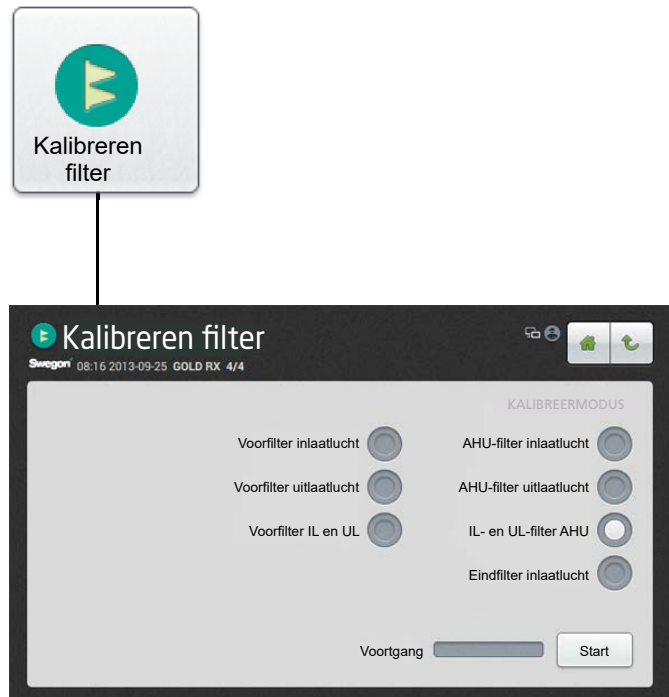 Kalibreren
filter
Kalibreren filter
Swegon 08:16 2013-09-25 GOLD RX 4/4
KALIBREERMODUS
Voorfilter inlaatlucht
AHU-filter inlaatlucht
Voorfilter uitlaatlucht
AHU-filter uitlaatlucht
Voorfilter IL en UL
IL- en UL-filter AHU
Eindfilter inlaatlucht
Voortgang
Start